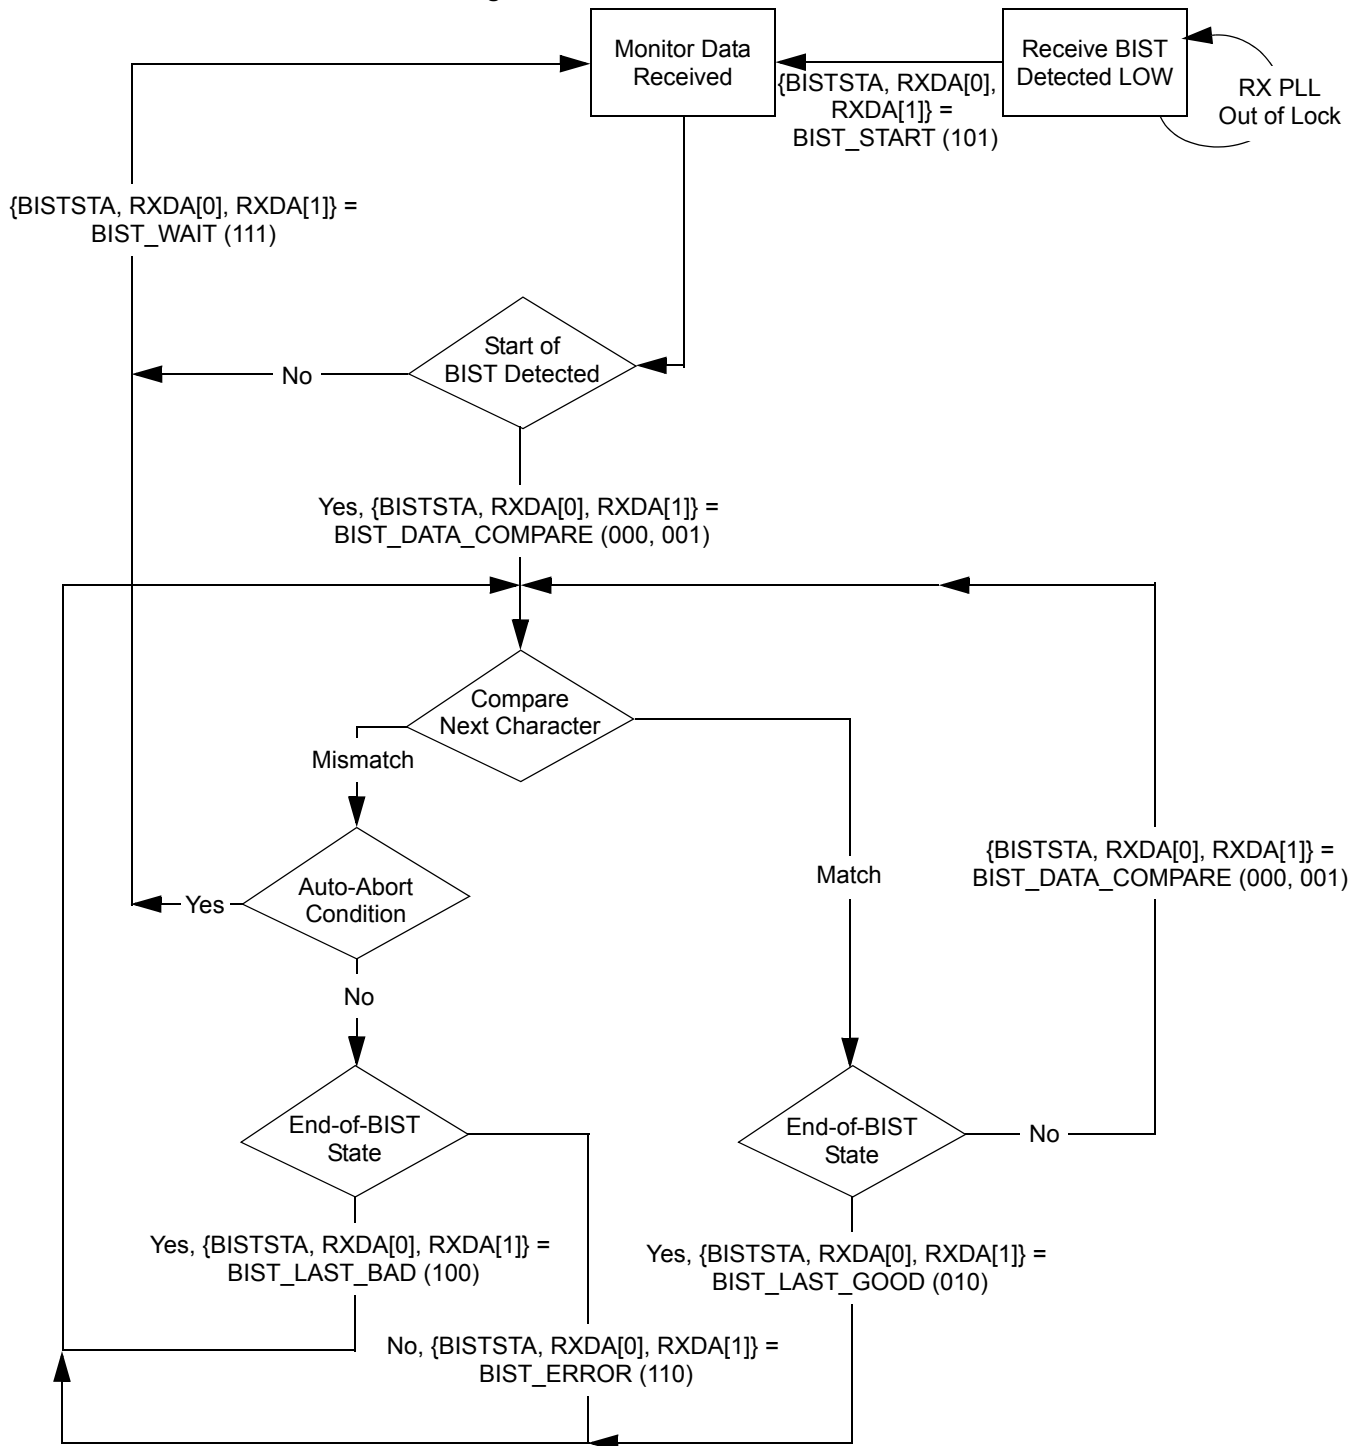 Monitor Data
Received
Receive BIST
Detected LOW
RX PLL
Out of Lock
{BISTSTA, RXDA[0],
RXDA[1]} =
BIST_START (101)
{BISTSTA, RXDA[0], RXDA[1]} =
BIST_WAIT (111)
Start of
BIST Detected
No
Yes, {BISTSTA, RXDA[0], RXDA[1]} =
BIST_DATA_COMPARE (000, 001)
Compare
Next Character
Mismatch
Match
{BISTSTA, RXDA[0], RXDA[1]} =
BIST_DATA_COMPARE (000, 001)
Auto-Abort
Condition
Yes
No
End-of-BIST
State
End-of-BIST
State
No
Yes, {BISTSTA, RXDA[0], RXDA[1]} =
BIST_LAST_BAD (100)
Yes, {BISTSTA, RXDA[0], RXDA[1]} =
BIST_LAST_GOOD (010)
No, {BISTSTA, RXDA[0], RXDA[1]} =
BIST_ERROR (110)